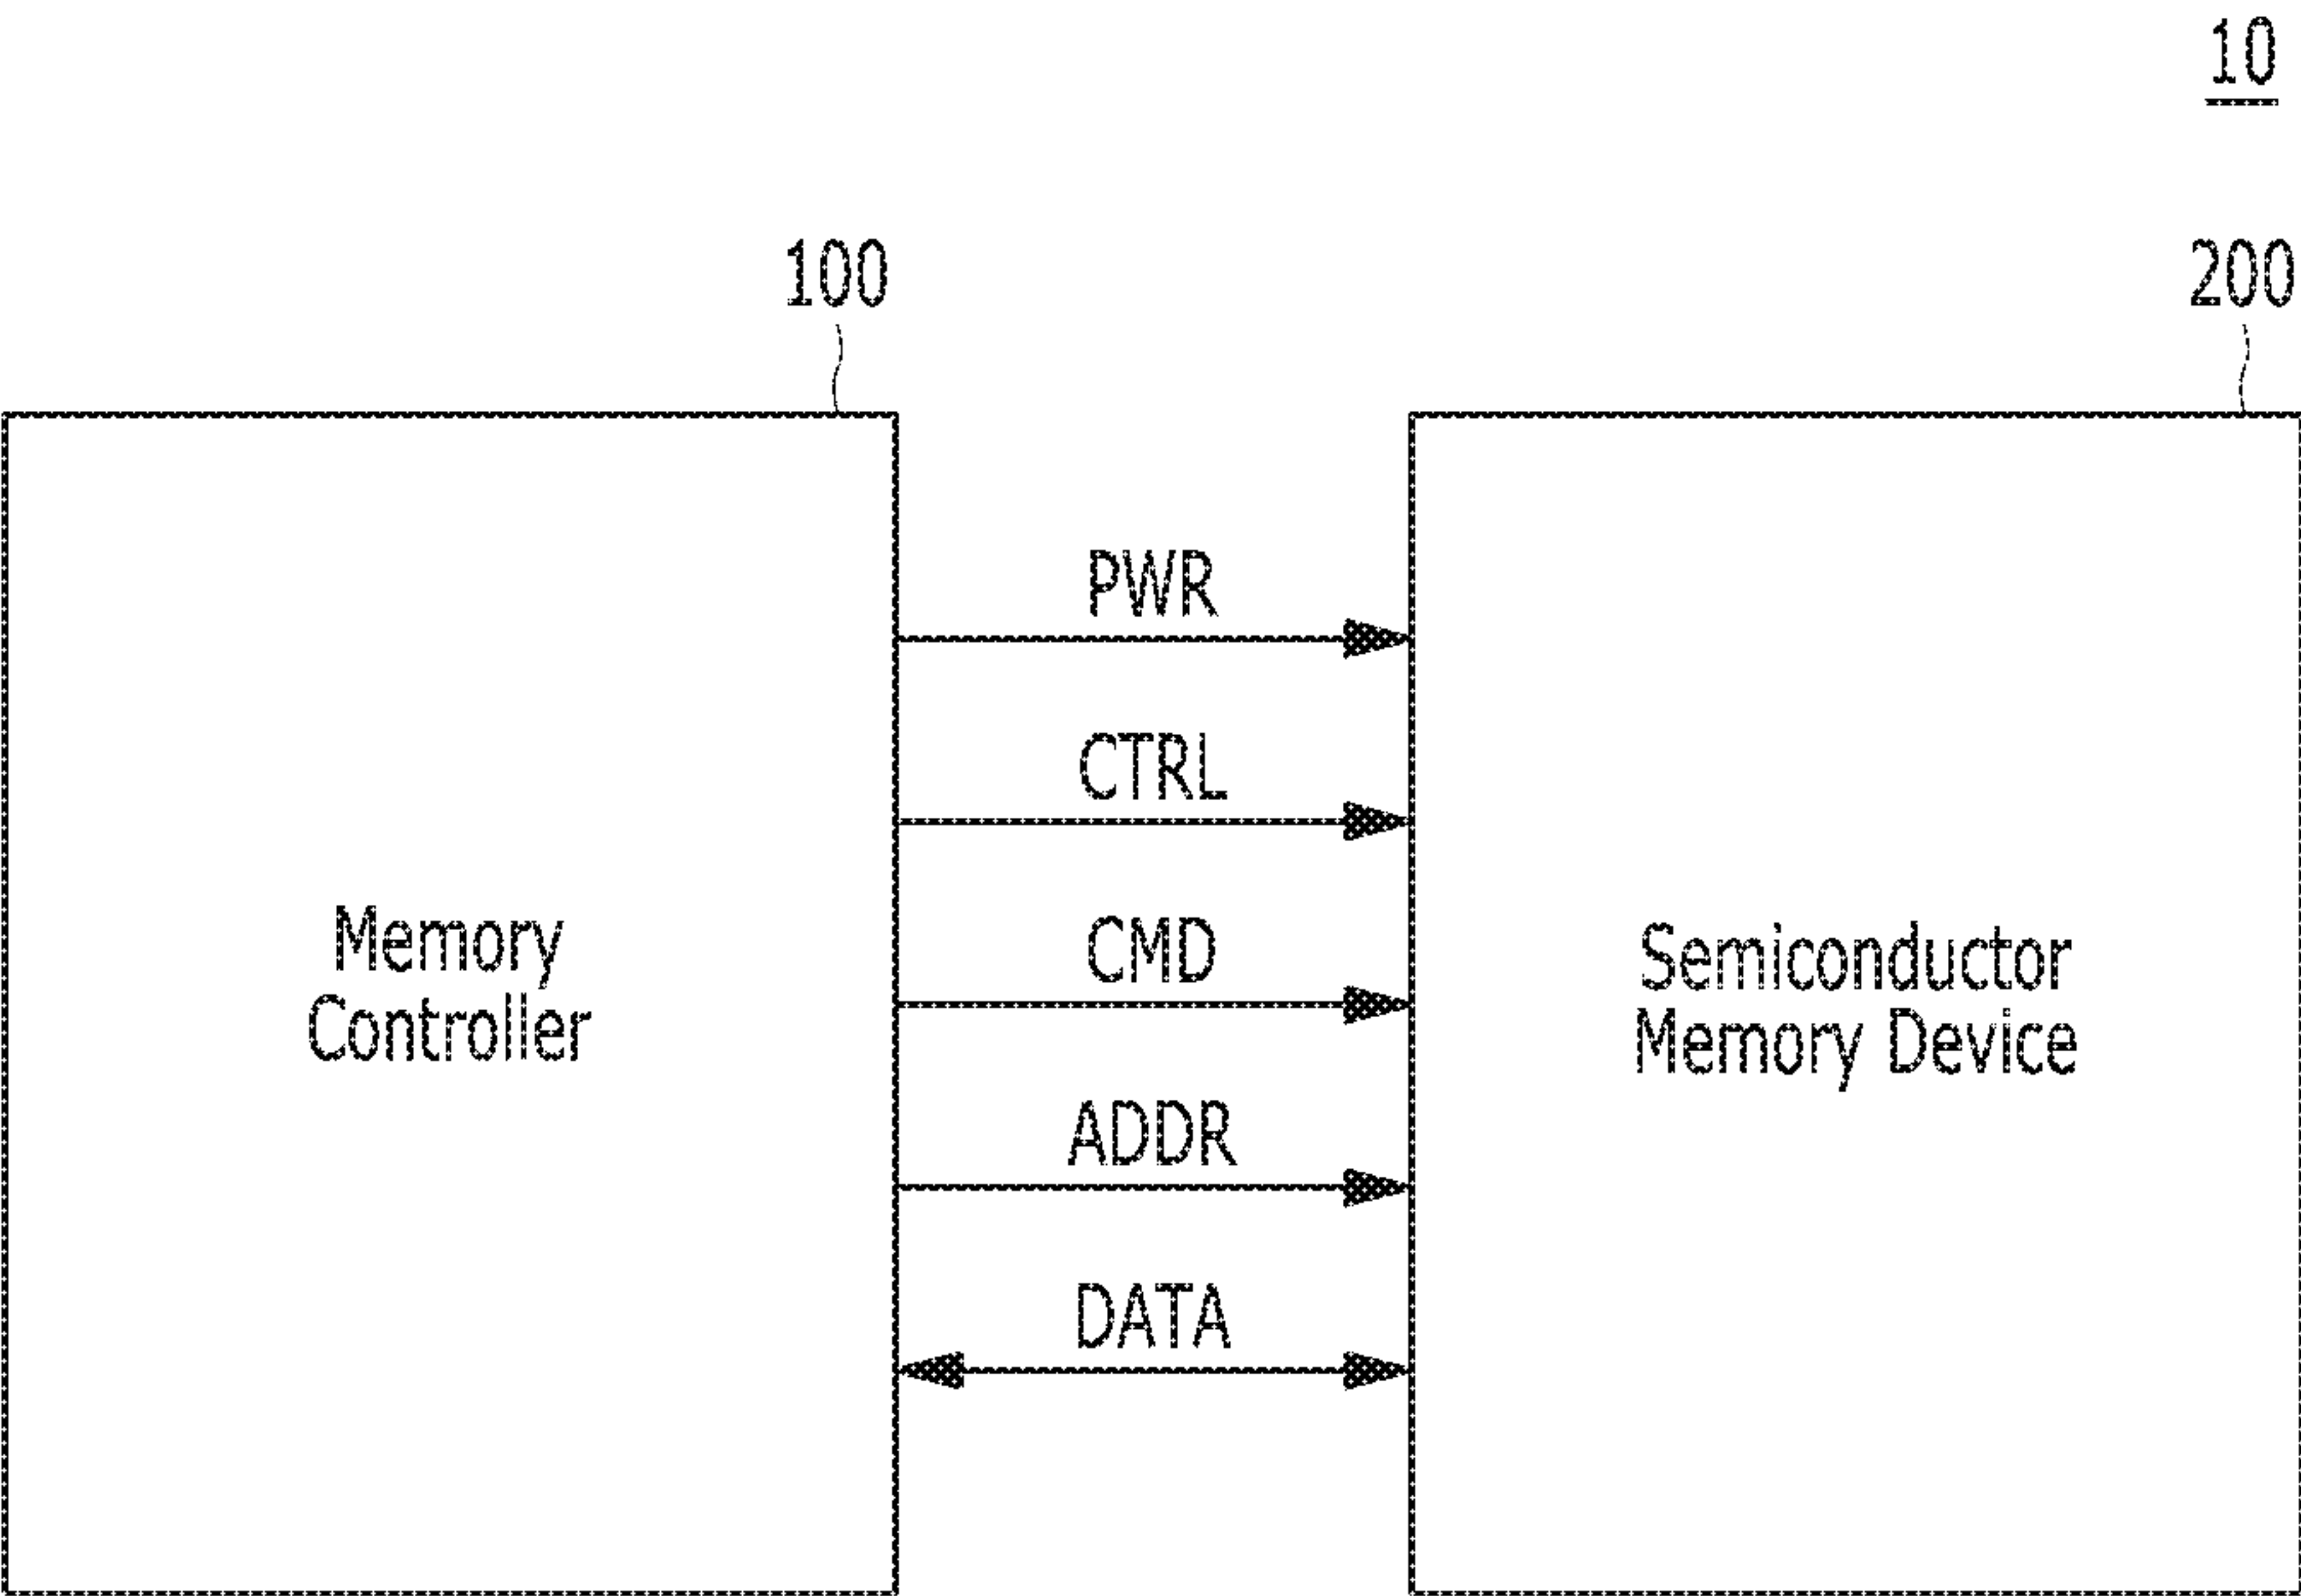 10
100
200
PWR
CTRL
CMD
ADDR
DATA
Memory
Controller
Semiconductor
Memory Device